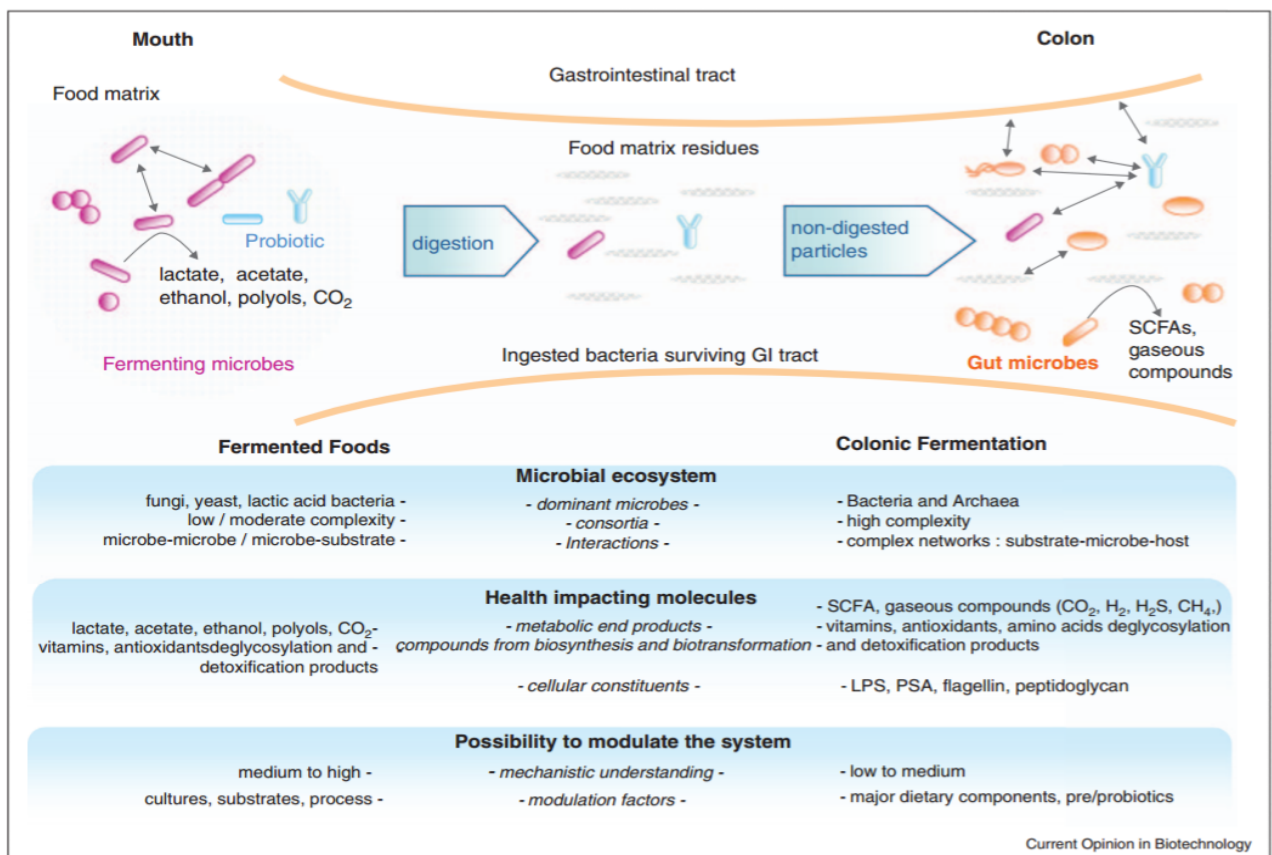 Mouth
Colon
Gastrointestinal tract
Food matrix
Food matrix residues
Probiotic
digestion
non-digested
particles
lactate, acetate,
ethanol, polyols, CO₂
SCFAs,
gaseous
compounds
Fermenting microbes
Ingested bacteria surviving GI tract
Gut microbes
Fermented Foods
Colonic Fermentation
Microbial ecosystem
fungi, yeast, lactic acid bacteria -
- dominant microbes -
- Bacteria and Archaea
low / moderate complexity -
- consortia -
- high complexity
microbe-microbe / microbe-substrate -
- Interactions -
- complex networks : substrate-microbe-host
Health impacting molecules
lactate, acetate, ethanol, polyols, CO₂-
- metabolic end products -
- SCFA, gaseous compounds (CO₂, H₂, H₂S, CH₄,)
vitamins, antioxidantsdeglycosylation and -
detoxification products
compounds from biosynthesis and biotransformation -
- vitamins, antioxidants, amino acids deglycosylation
and detoxification products
- cellular constituents -
- LPS, PSA, flagellin, peptidoglycan
Possibility to modulate the system
medium to high -
- mechanistic understanding -
- low to medium
cultures, substrates, process -
- modulation factors -
- major dietary components, pre/probiotics
Current Opinion in Biotechnology